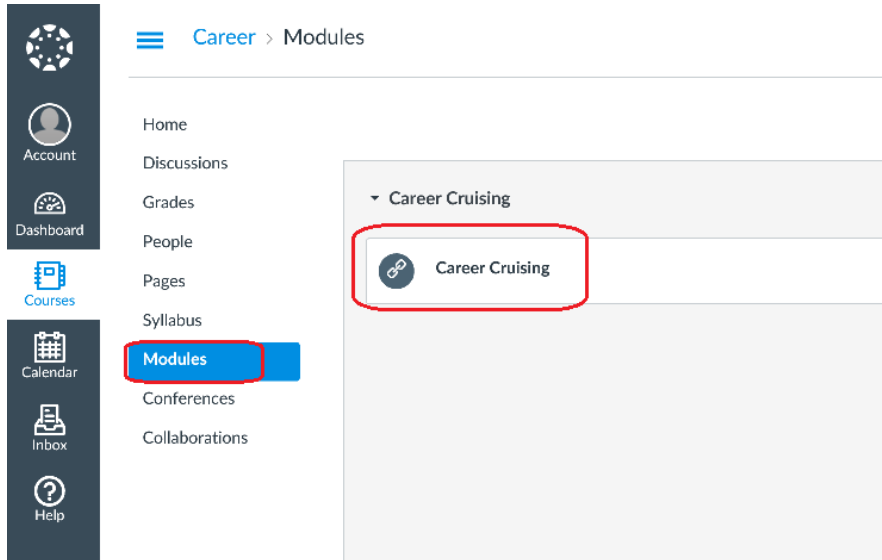 Career > Modules
Account
Dashboard
Courses
Calendar
Inbox
Help
Home
Discussions
Grades
People
Pages
Syllabus
Modules
Conferences
Collaborations
Career Cruising
Career Cruising